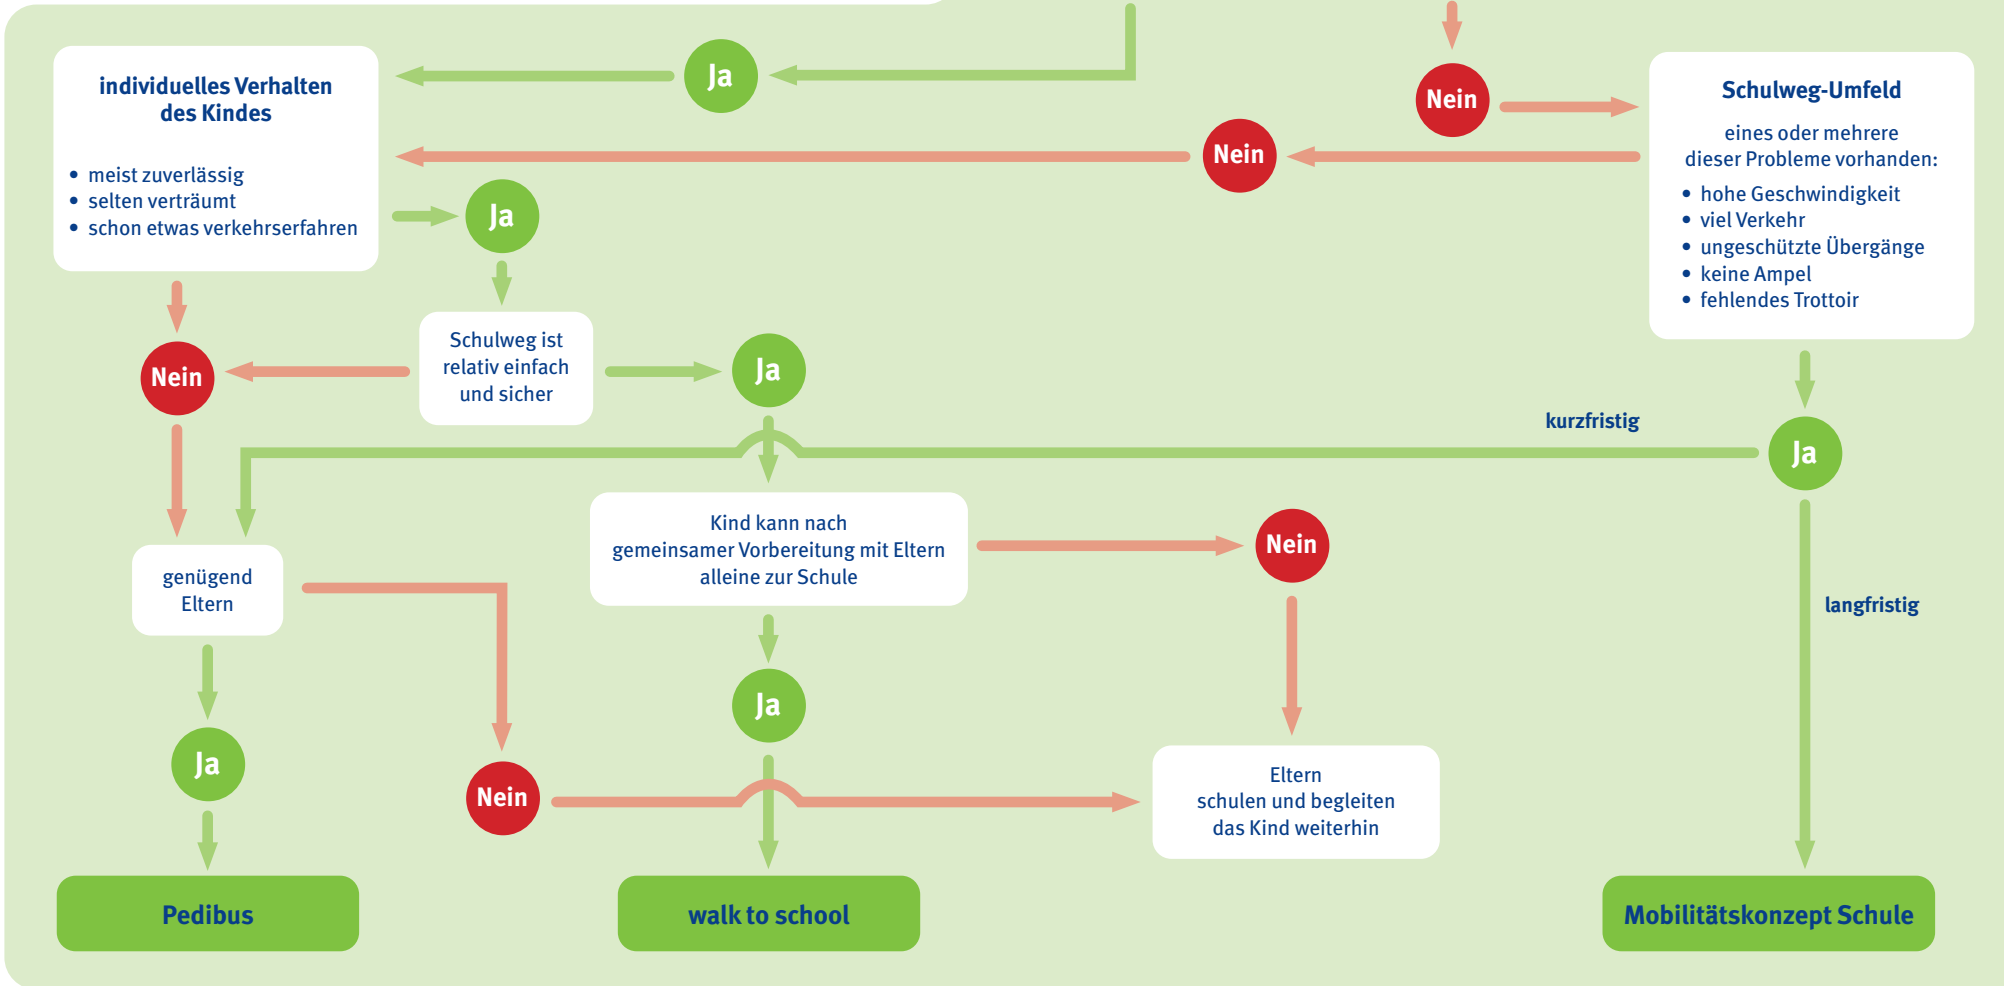 Ja
individuelles Verhalten
des Kindes
• meist zuverlässig
• selten verträumt
• schon etwas verkehrserfahren
Nein
Schulweg-Umfeld
eines oder mehrere
dieser Probleme vorhanden:
• hohe Geschwindigkeit
• viel Verkehr
• ungeschützte Übergänge
• keine Ampel
• fehlendes Trottoir
Nein
Ja
Nein
Schulweg ist
relativ einfach
und sicher
Ja
kurzfristig
Ja
genügend
Eltern
Kind kann nach
gemeinsamer Vorbereitung mit Eltern
alleine zur Schule
Nein
langfristig
Ja
Ja
Nein
Eltern
schulen und begleiten
das Kind weiterhin
Pedibus
walk to school
Mobilitätskonzept Schule